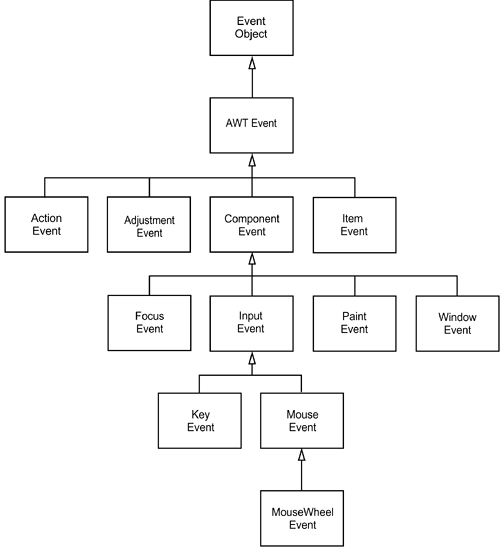 Event
Object
AWT Event
Action
Event
Adjustment
Event
Component
Event
Item
Event
Focus
Event
Input
Event
Paint
Event
Window
Event
Key
Event
Mouse
Event
MouseWheel
Event